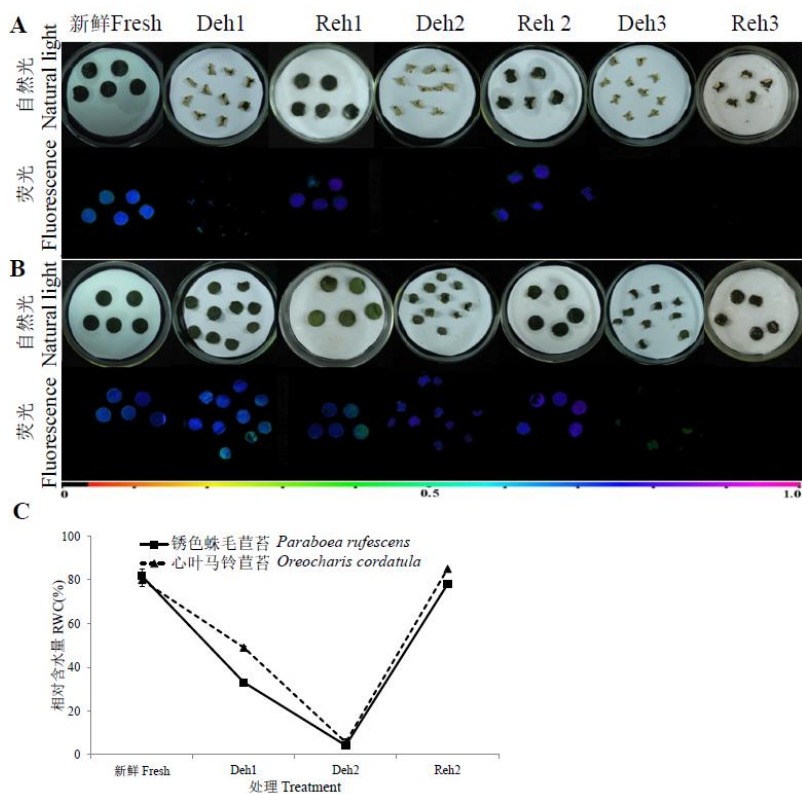 新鲜Fresh Deh1 Reh1 Deh2 Reh 2 Deh3 Reh3
A
自然光
Natural light
荧光
Fluorescence
B
自然光
Natural light
荧光
Fluorescence
0 0.5 1.0
C
锈色蛛毛苣苔 Paraboea rufescens
心叶马铃苣苔 Oreocharis cordatula
相对含水量 RWC(%)
100
80
60
40
20
0
新鲜 Fresh Deh1 Deh2 Reh2
处理 Treatment